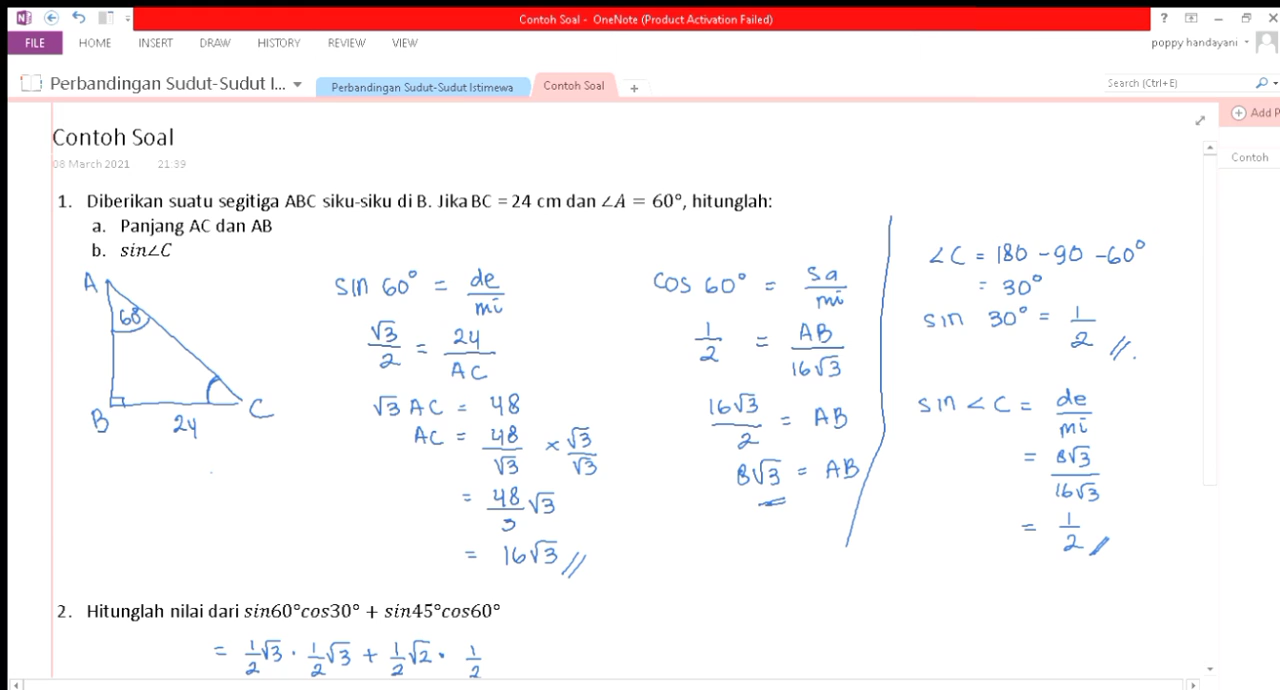 Contoh Soal - OneNote (Product Activation Failed)
FILE HOME INSERT DRAW HISTORY REVIEW VIEW
poppy handayani
Perbandingan Sudut-Sudut I...
Perbandingan Sudut-Sudut Istimewa
Contoh Soal
Search (Ctrl+E)
Add P
Contoh
Contoh Soal
08 March 2021 21:39
1. Diberikan suatu segitiga ABC siku-siku di B. Jika BC = 24 cm dan ∠A = 60°, hitunglah:
a. Panjang AC dan AB
b. sin∠C
A
60
B
24
C
sin 60° = de/mi
√3/2 = 24/AC
√3 AC = 48
AC = 48/√3 × √3/√3
= 48/3 √3
= 16√3 //
cos 60° = sa/mi
1/2 = AB/16√3
16√3/2 = AB
8√3 = AB
∠C = 180 - 90 - 60°
= 30°
sin 30° = 1/2 //.
sin ∠C = de/mi
= 8√3/16√3
= 1/2 //
2. Hitunglah nilai dari sin60°cos30° + sin45°cos60°
= 1/2 √3 · 1/2 √3 + 1/2 √2 · 1/2